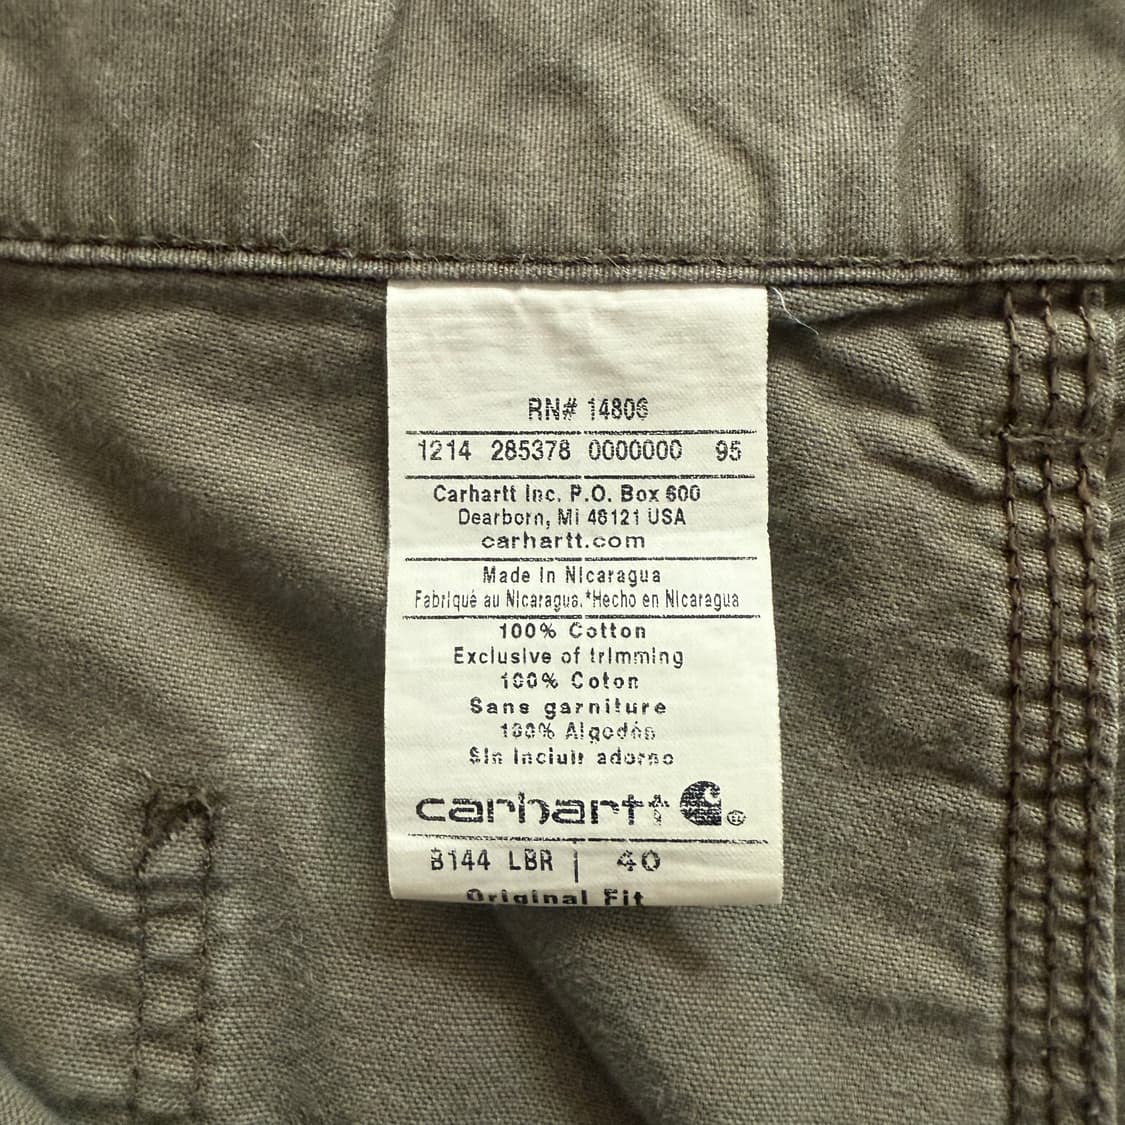 RN# 14806
1214 285378 0000000 95
Carhartt Inc. P.O. Box 600
Dearborn, MI 48121 USA
carhartt.com
Made In Nicaragua
Fabriqué au Nicaragua.*Hecho en Nicaragua
100% Cotton
Exclusive of trimming
100% Coton
Sans garniture
100% Algodón
Sin Incluir adorno
carhartt ®
B144 LBR | 40
Original Fit